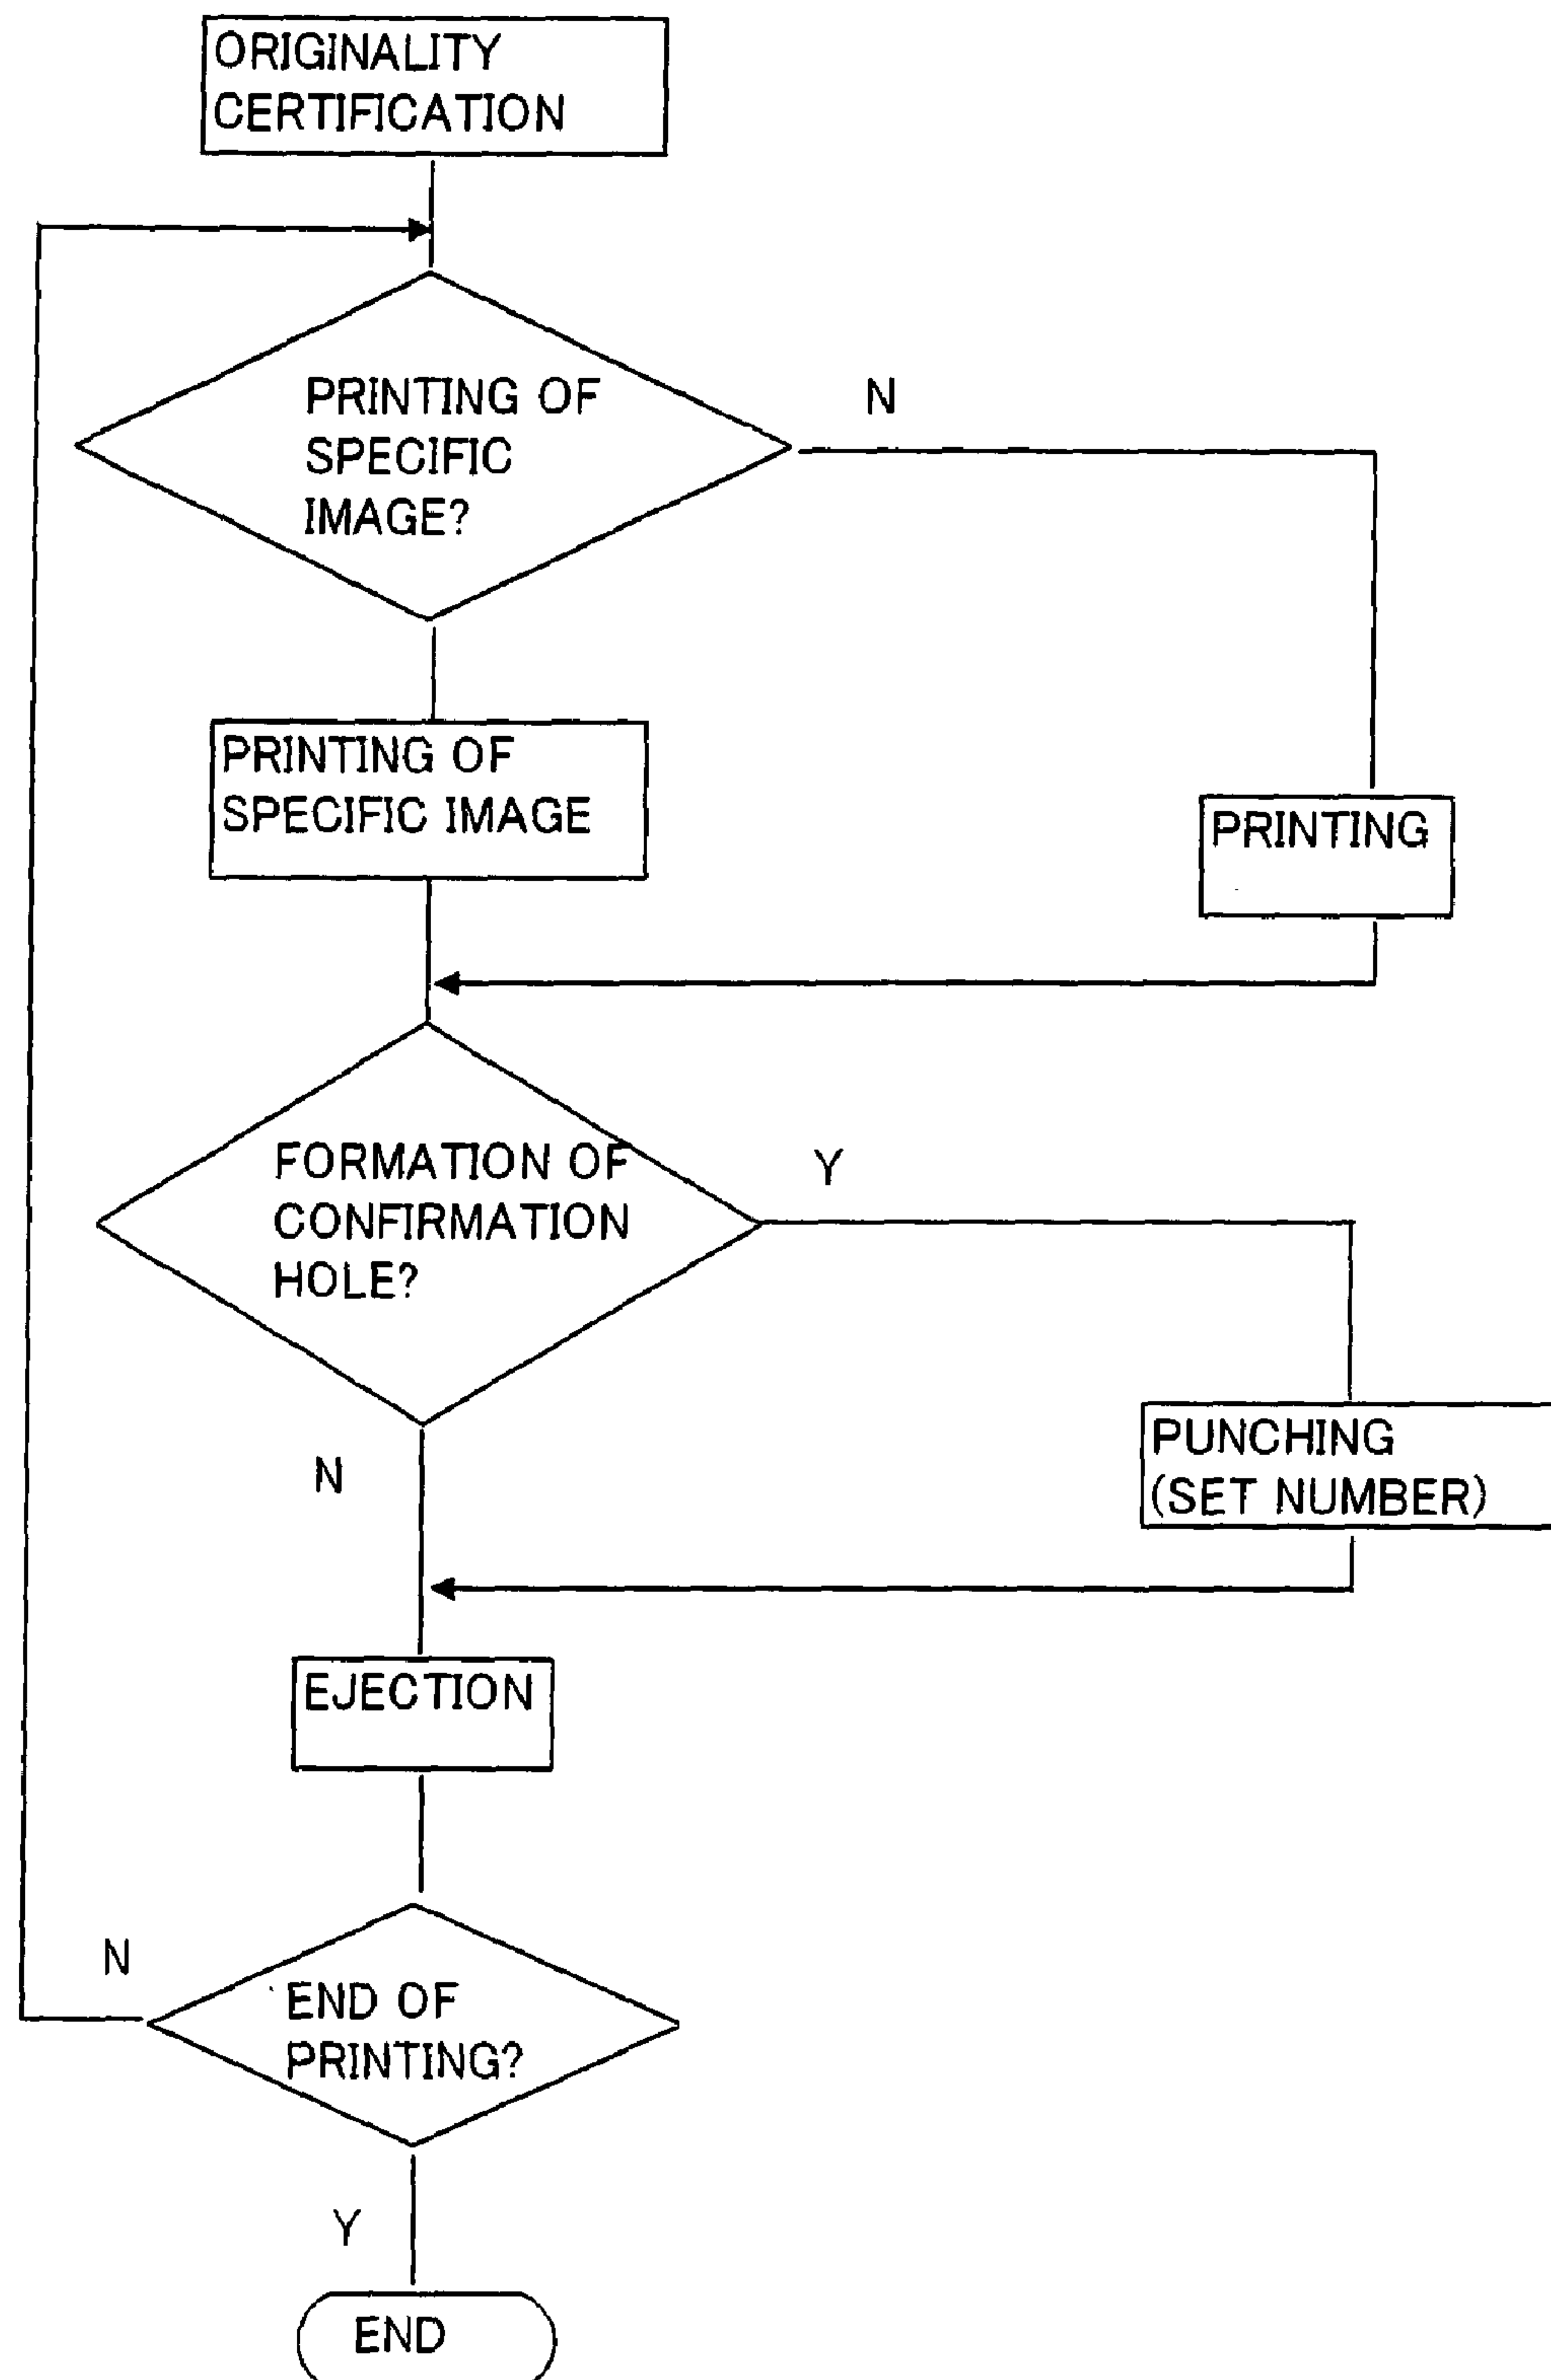 ORIGINALITY
CERTIFICATION
PRINTING OF
SPECIFIC
IMAGE?
N
PRINTING OF
SPECIFIC IMAGE
PRINTING
FORMATION OF
CONFIRMATION
HOLE?
Y
N
PUNCHING
(SET NUMBER)
EJECTION
N
END OF
PRINTING?
Y
END